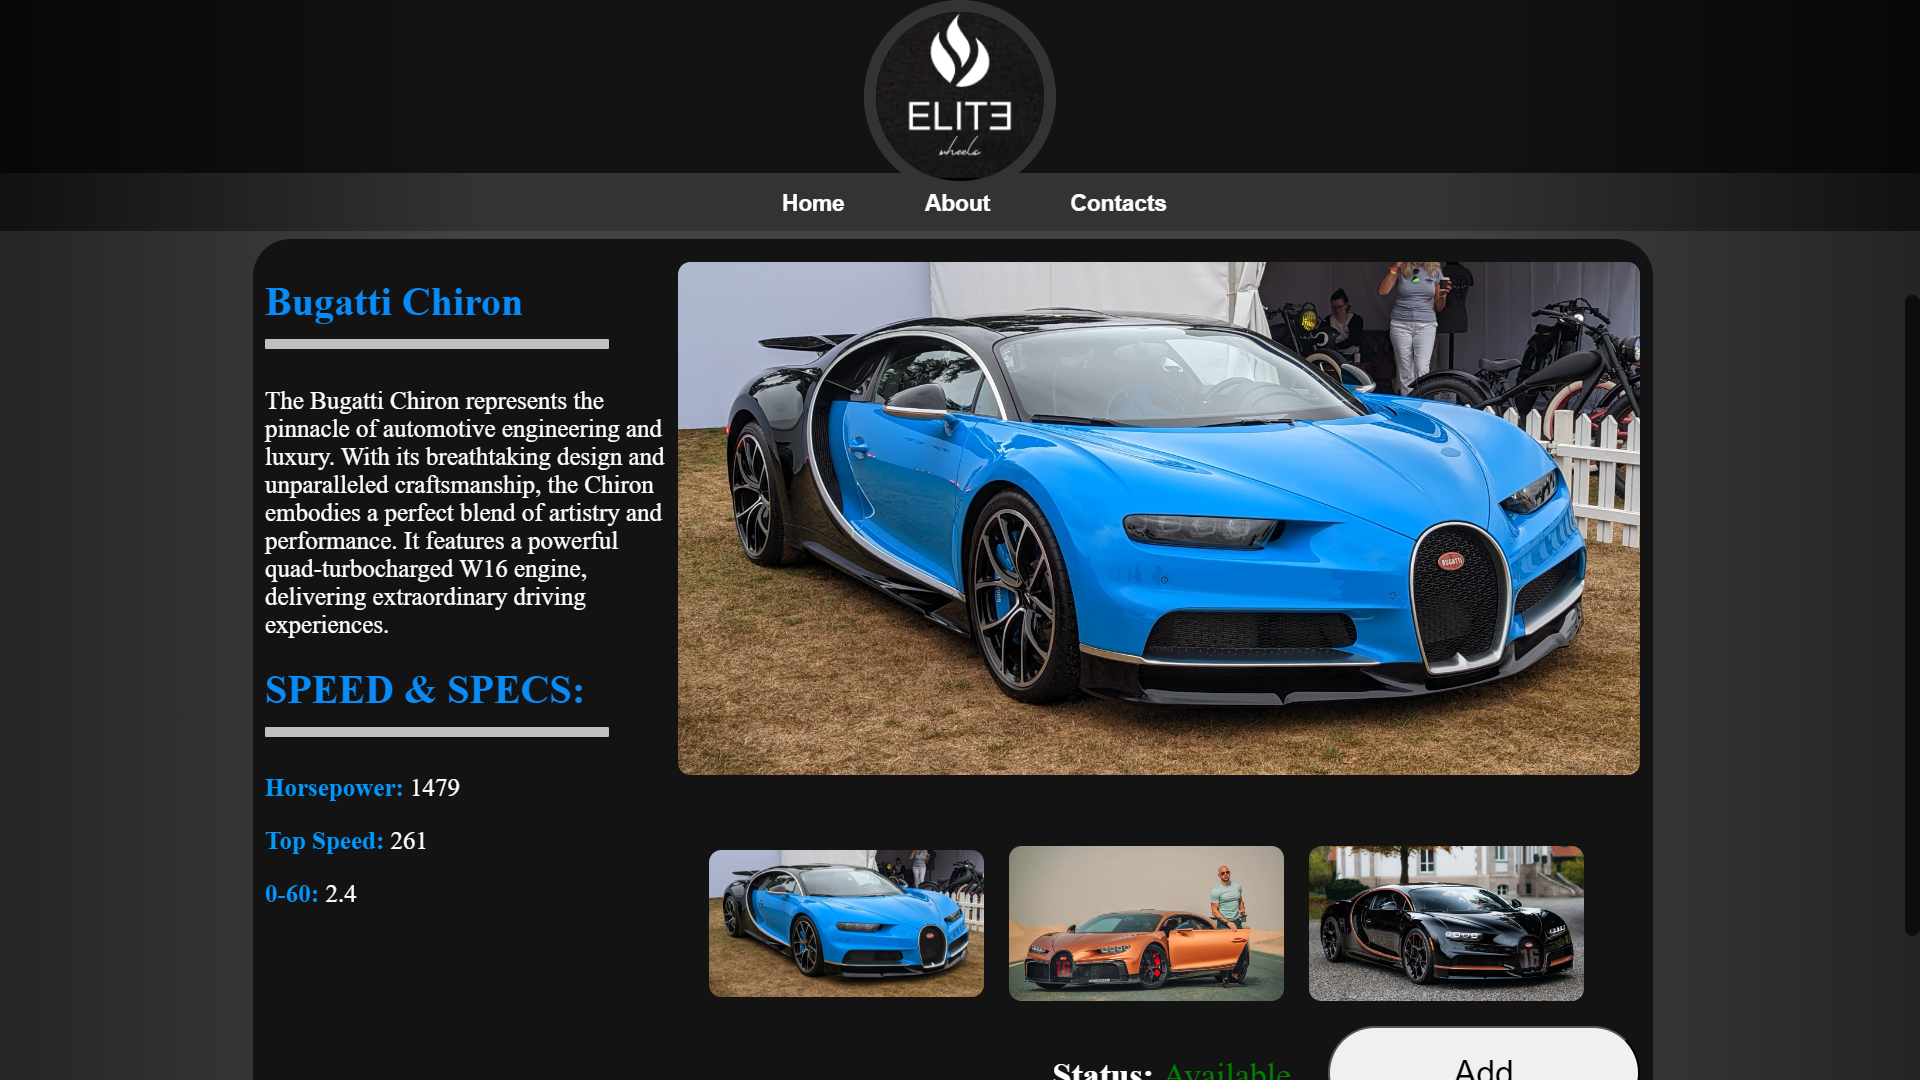 ELITE
wheels
Home About Contacts
Bugatti Chiron
The Bugatti Chiron represents the
pinnacle of automotive engineering and
luxury. With its breathtaking design and
unparalleled craftsmanship, the Chiron
embodies a perfect blend of artistry and
performance. It features a powerful
quad-turbocharged W16 engine,
delivering extraordinary driving
experiences.
SPEED & SPECS:
Horsepower: 1479
Top Speed: 261
0-60: 2.4
BUGATTI
16
16
Status: Available
Add